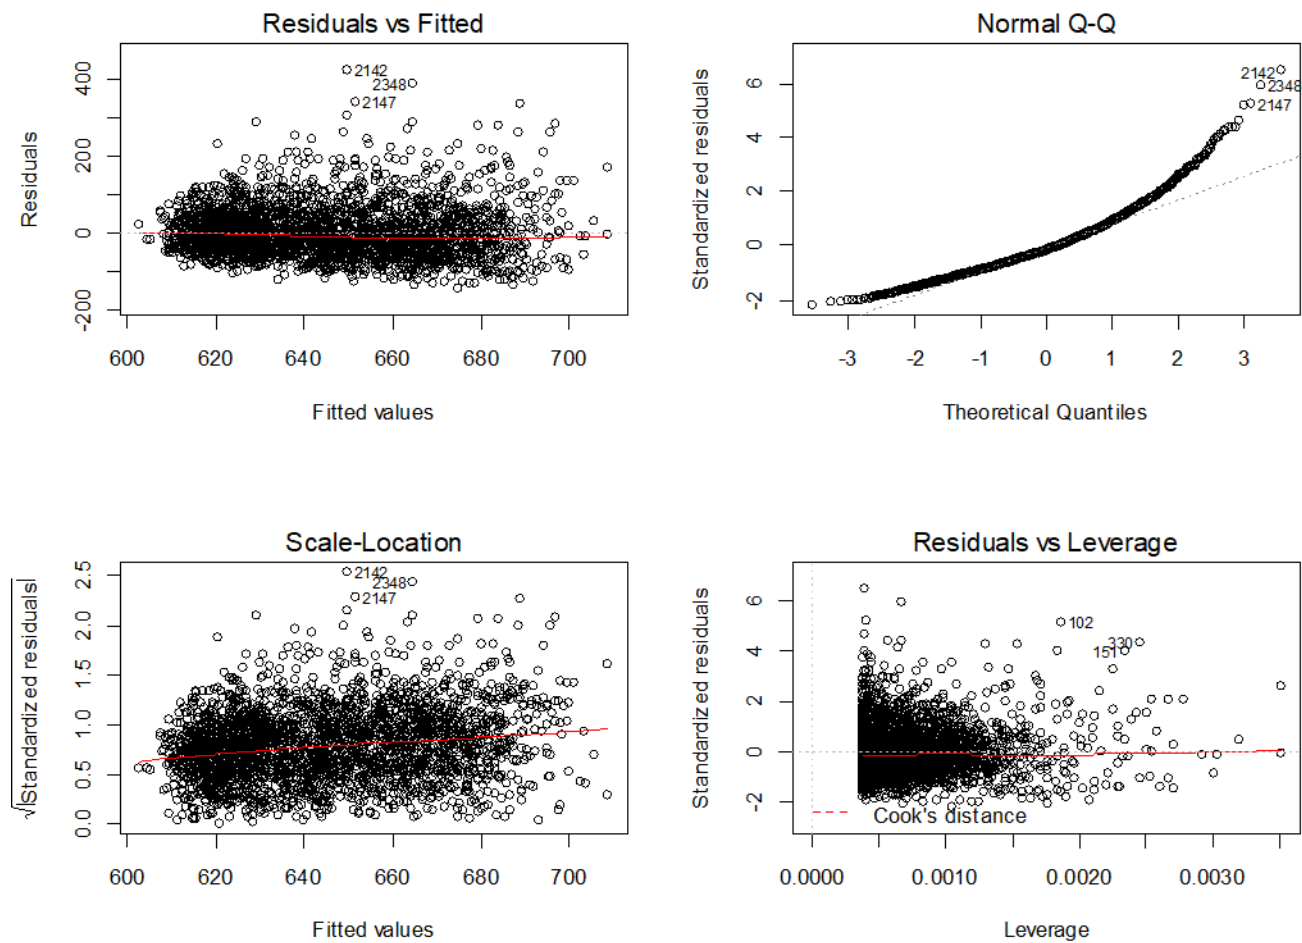 Residuals vs Fitted
Residuals
400
200
0
-200
2142
2348
2147
600 620 640 660 680 700
Fitted values
Normal Q-Q
Standardized residuals
6
4
2
0
-2
2142
2348
2147
-3 -2 -1 0 1 2 3
Theoretical Quantiles
Scale-Location
√|Standardized residuals|
2.5
2.0
1.5
1.0
0.5
0.0
2142
2348
2147
600 620 640 660 680 700
Fitted values
Residuals vs Leverage
Standardized residuals
6
4
2
0
-2
102
330
151
Cook's distance
0.0000 0.0010 0.0020 0.0030
Leverage